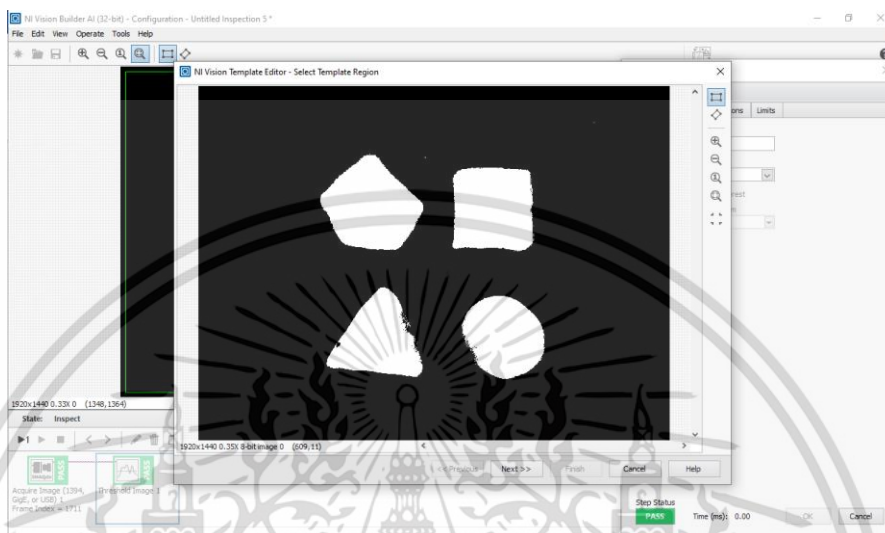 NI Vision Builder AI (32-bit) - Configuration - Untitled Inspection 5 *
File Edit View Operate Tools Help
NI Vision Template Editor - Select Template Region
ons Limits
rest
1920x1440 0.33X 0 (1348,1364)
State: Inspect
1920x1440 0.35X 8-bit image 0 (609,11)
<< Previous Next >> Finish Cancel Help
PASS PASS
Acquire Image (1394, GigE, or USB) 1
Frame Index = 1711
Threshold Image 1
Step Status
PASS Time (ms): 0.00 OK Cancel